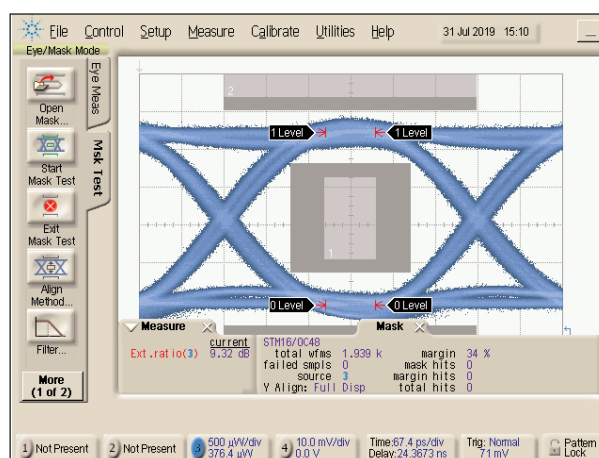 File Control Setup Measure Calibrate Utilities Help 31 Jul 2019 15:10
Eye/Mask Mode
Eye Meas
Msk Test
Open
Mask...
Start
Mask Test
Exit
Mask Test
Align
Method...
Filter...
More
(1 of 2)
2
1 Level 1 Level
1
0 Level 0 Level
Measure
current
Ext.ratio(3) 9.32 dB
Mask
STM16/OC48
total wfms 1.939 k margin 34 %
failed smpls 0 mask hits 0
source 3 margin hits 0
Y Align: Full Disp total hits 0
1 Not Present
2 Not Present
3 500 µW/div
376.4 µW
4 10.0 mV/div
0.0 V
Time:67.4 ps/div
Delay:24.3673 ns
Trig: Normal
71 mV
Pattern
Lock